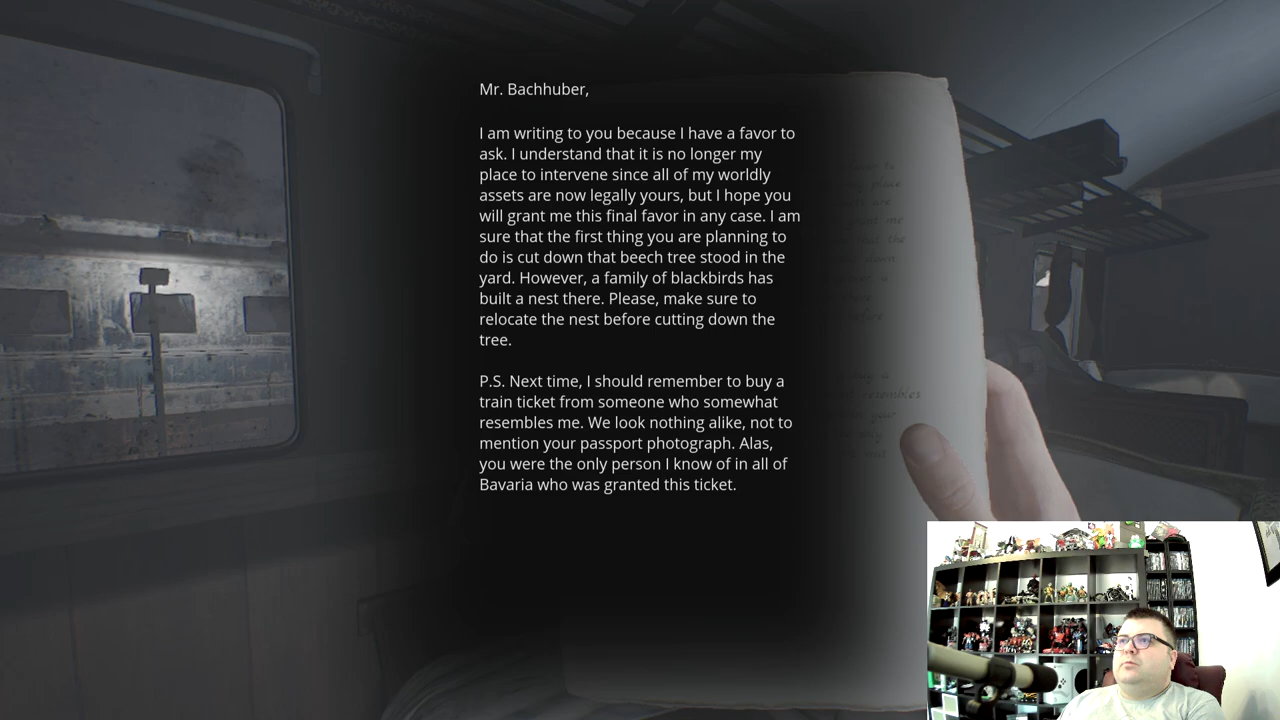 Mr. Bachhuber,
I am writing to you because I have a favor to
ask. I understand that it is no longer my
place to intervene since all of my worldly
assets are now legally yours, but I hope you
will grant me this final favor in any case. I am
sure that the first thing you are planning to
do is cut down that beech tree stood in the
yard. However, a family of blackbirds has
built a nest there. Please, make sure to
relocate the nest before cutting down the
tree.
P.S. Next time, I should remember to buy a
train ticket from someone who somewhat
resembles me. We look nothing alike, not to
mention your passport photograph. Alas,
you were the only person I know of in all of
Bavaria who was granted this ticket.